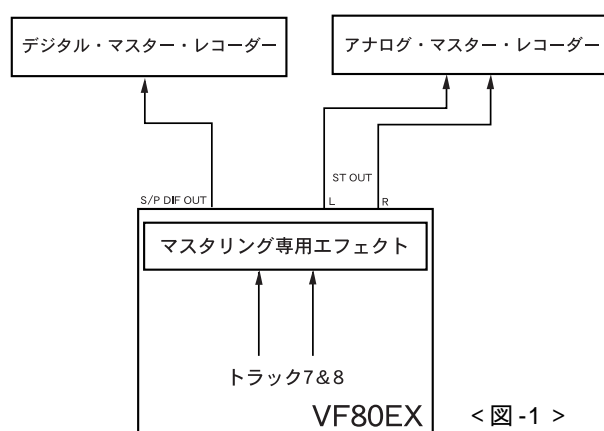 デジタル・マスター・レコーダー
アナログ・マスター・レコーダー
ST OUT
S/P DIF OUT
L
R
マスタリング専用エフェクト
トラック7&8
VF80EX
<図-1>